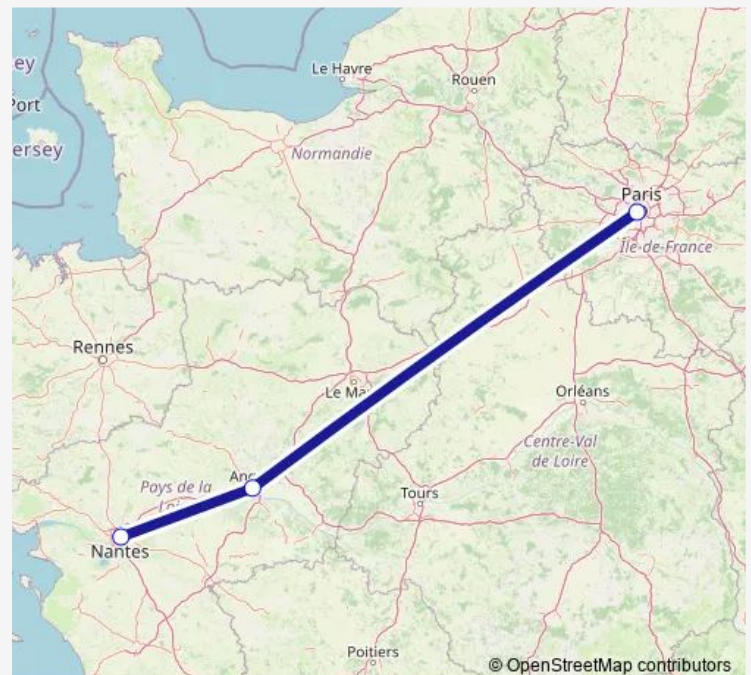 ey
Port
ersey
Le Havre
Rouen
Normandie
Paris
Île-de-France
Rennes
Le Ma
Orléans
Centre-Val
de Loire
Pays de la
Ang
Tours
Nantes
Poitiers
© OpenStreetMap contributors